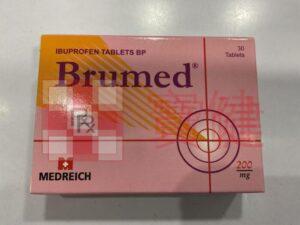 IBUPROFEN TABLETS BP
30
Tablets
Brumed®
Rx
MEDREICH
200
mg